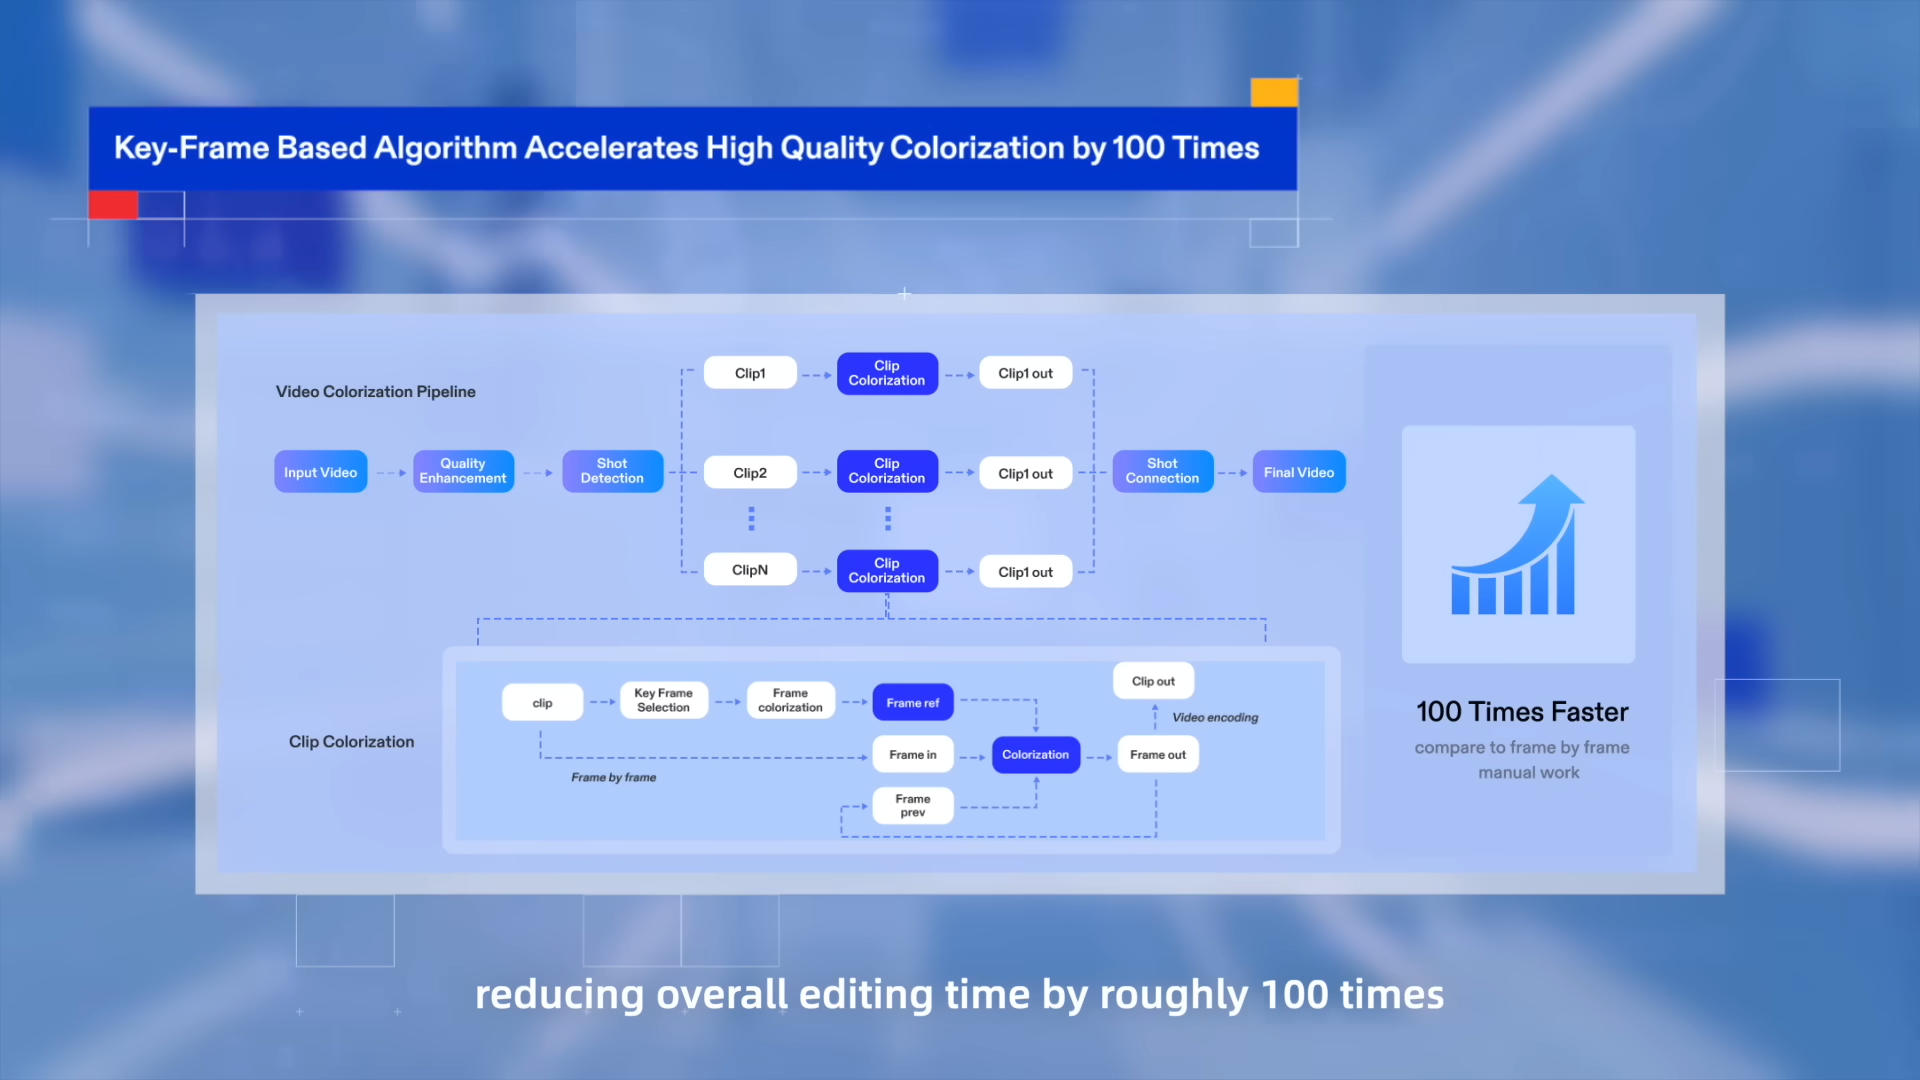 Key-Frame Based Algorithm Accelerates High Quality Colorization by 100 Times
Video Colorization Pipeline
Input Video
Quality
Enhancement
Shot
Detection
Clip1
Clip
Colorization
Clip1 out
Clip2
Clip
Colorization
Clip1 out
ClipN
Clip
Colorization
Clip1 out
Shot
Connection
Final Video
Clip Colorization
clip
Key Frame
Selection
Frame
colorization
Frame ref
Frame by frame
Frame in
Frame
prev
Colorization
Frame out
Video encoding
Clip out
100 Times Faster
compare to frame by frame
manual work
reducing overall editing time by roughly 100 times